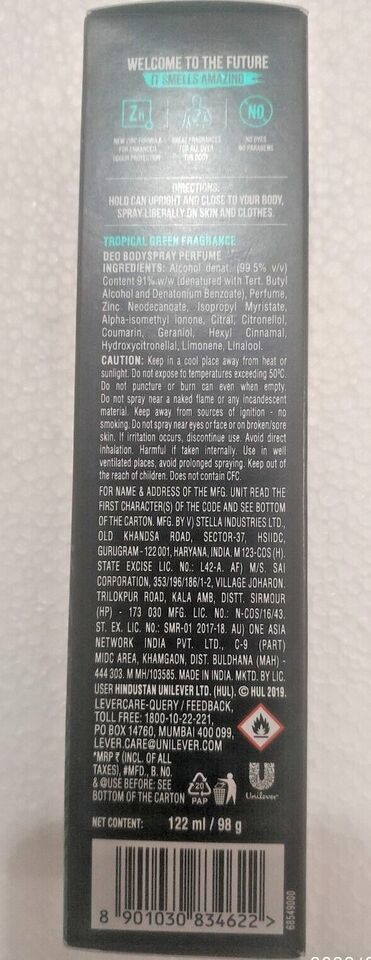 WELCOME TO THE FUTURE
IT SMELLS AMAZING
Zn
NO
NEW ZINC FORMULA
FOR ENHANCED
ODOUR PROTECTION
GREAT FRAGRANCES
FOR ALL OVER
THE BODY
NO DYES
NO PARABENS
DIRECTIONS:
HOLD CAN UPRIGHT AND CLOSE TO YOUR BODY,
SPRAY LIBERALLY ON SKIN AND CLOTHES.
TROPICAL GREEN FRAGRANCE
DEO BODYSPRAY PERFUME
INGREDIENTS: Alcohol denat. (99.5% v/v)
Content 91% w/w (denatured with Tert. Butyl
Alcohol and Denatonium Benzoate), Perfume,
Zinc Neodecanoate, Isopropyl Myristate,
Alpha-isomethyl ionone, Citral, Citronellol,
Coumarin, Geraniol, Hexyl Cinnamal,
Hydroxycitronellal, Limonene, Linalool.
CAUTION: Keep in a cool place away from heat or
sunlight. Do not expose to temperatures exceeding 50°C.
Do not puncture or burn can even when empty.
Do not spray near a naked flame or any incandescent
material. Keep away from sources of ignition - no
smoking. Do not spray near eyes or face or on broken/sore
skin. If irritation occurs, discontinue use. Avoid direct
inhalation. Harmful if taken internally. Use in well
ventilated places, avoid prolonged spraying. Keep out of
the reach of children. Does not contain CFC.
FOR NAME & ADDRESS OF THE MFG. UNIT READ THE
FIRST CHARACTER(S) OF THE CODE AND SEE BOTTOM
OF THE CARTON. MFG. BY V) STELLA INDUSTRIES LTD.,
OLD KHANDSA ROAD, SECTOR-37, HSIIDC,
GURUGRAM - 122 001, HARYANA, INDIA. M 123-COS (H).
STATE EXCISE LIC. NO.: L42-A. AF) M/S. SAI
CORPORATION, 353/196/186/1-2, VILLAGE JOHARON.
TRILOKPUR ROAD, KALA AMB, DISTT. SIRMOUR
(HP) - 173 030 MFG. LIC. NO.: N-COS/16/43.
ST. EX. LIC. NO.: SMR-01 2017-18. AU) ONE ASIA
NETWORK INDIA PVT. LTD., C-9 (PART)
MIDC AREA, KHAMGAON, DIST. BULDHANA (MAH) -
444 303. M MH/103585. MADE IN INDIA. MKTD. BY LIC.
USER HINDUSTAN UNILEVER LTD. (HUL). © HUL 2019.
LEVERCARE-QUERY / FEEDBACK,
TOLL FREE: 1800-10-22-221,
PO BOX 14760, MUMBAI 400 099,
LEVER.CARE@UNILEVER.COM
*MRP ₹ (INCL. OF ALL
TAXES), #MFD., B. NO.
& @USE BEFORE: SEE
BOTTOM OF THE CARTON
20
PAP
Unilever
NET CONTENT: 122 ml / 98 g
8 901030 834622 >
68549000